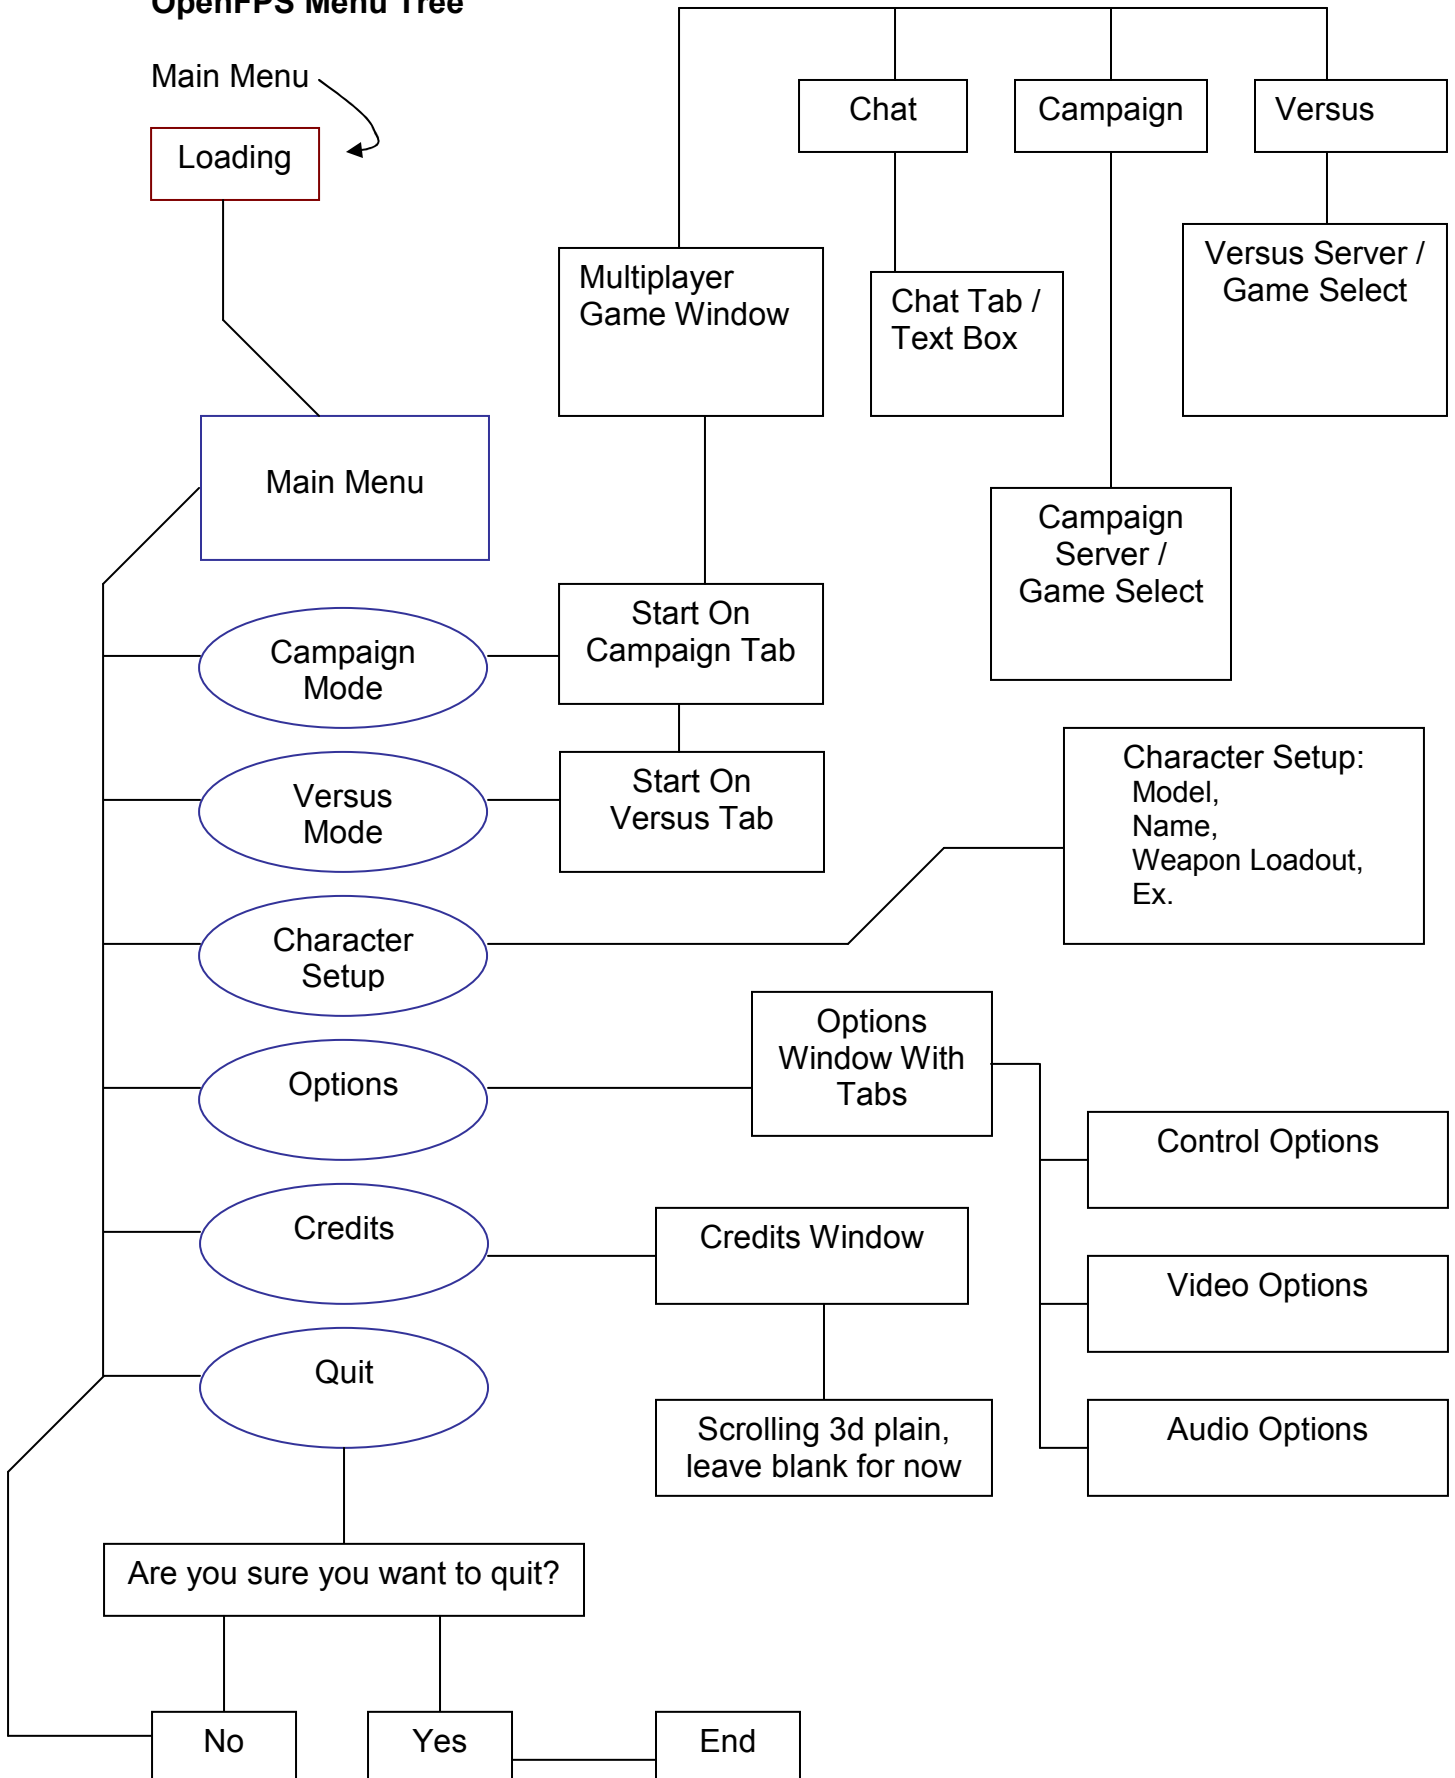 OpenFPS Menu Tree
Main Menu
Loading
Chat
Campaign
Versus
Multiplayer
Game Window
Chat Tab /
Text Box
Versus Server /
Game Select
Main Menu
Campaign
Server /
Game Select
Campaign
Mode
Start On
Campaign Tab
Versus
Mode
Start On
Versus Tab
Character Setup:
Model,
Name,
Weapon Loadout,
Ex.
Character
Setup
Options
Options
Window With
Tabs
Control Options
Video Options
Audio Options
Credits
Credits Window
Scrolling 3d plain,
leave blank for now
Quit
Are you sure you want to quit?
No
Yes
End